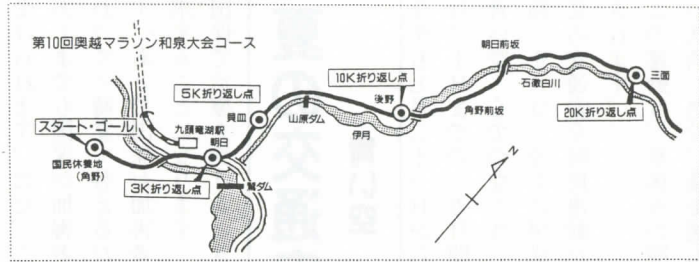 第10回奥越マラソン和泉大会コース
スタート・ゴール
国民休養地
(角野)
九頭竜湖駅
朝日
3K折り返し点
鷲ダム
5K折り返し点
貝皿
山原ダム
伊月
10K折り返し点
後野
角野前坂
朝日前坂
石徹白川
三面
20K折り返し点
N